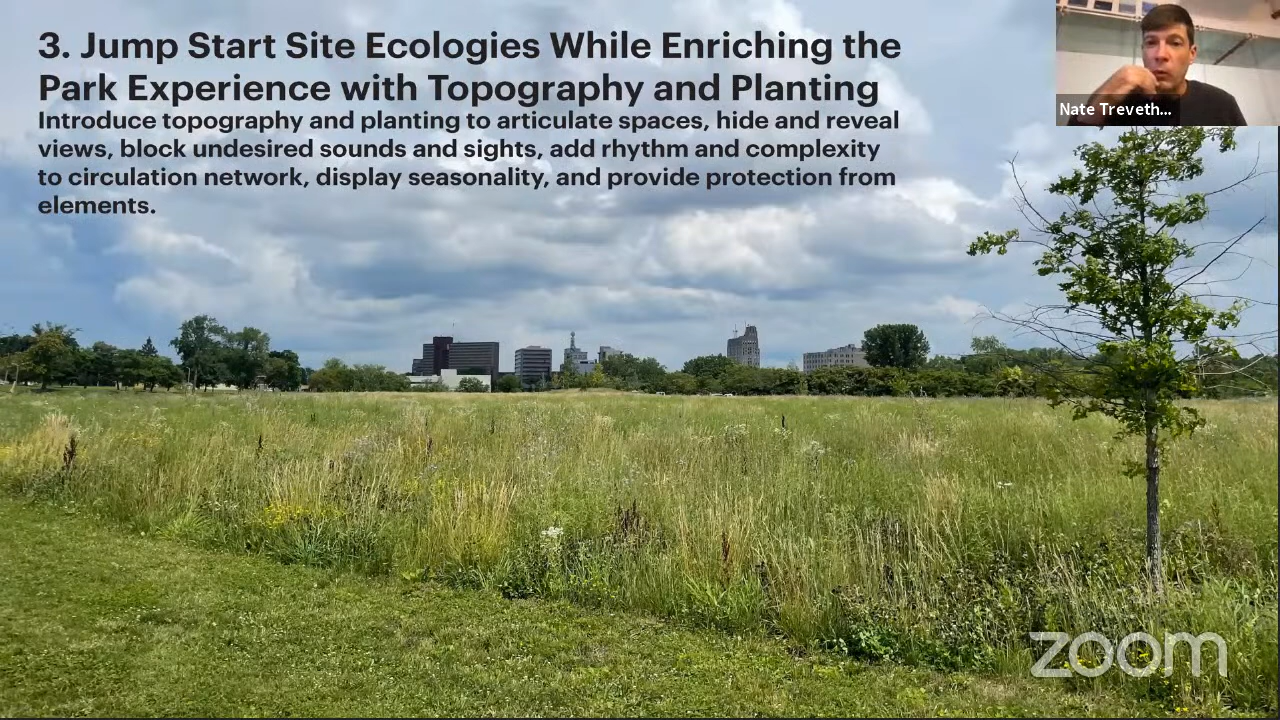 3. Jump Start Site Ecologies While Enriching the
Park Experience with Topography and Planting
Introduce topography and planting to articulate spaces, hide and reveal
views, block undesired sounds and sights, add rhythm and complexity
to circulation network, display seasonality, and provide protection from
elements.
Nate Treveth...
zoom